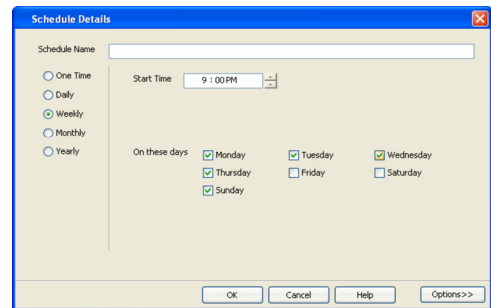 Schedule Details
Schedule Name
One Time
Daily
Weekly
Monthly
Yearly
Start Time 9 : 00 PM
On these days
Monday Tuesday Wednesday
Thursday Friday Saturday
Sunday
OK Cancel Help Options>>